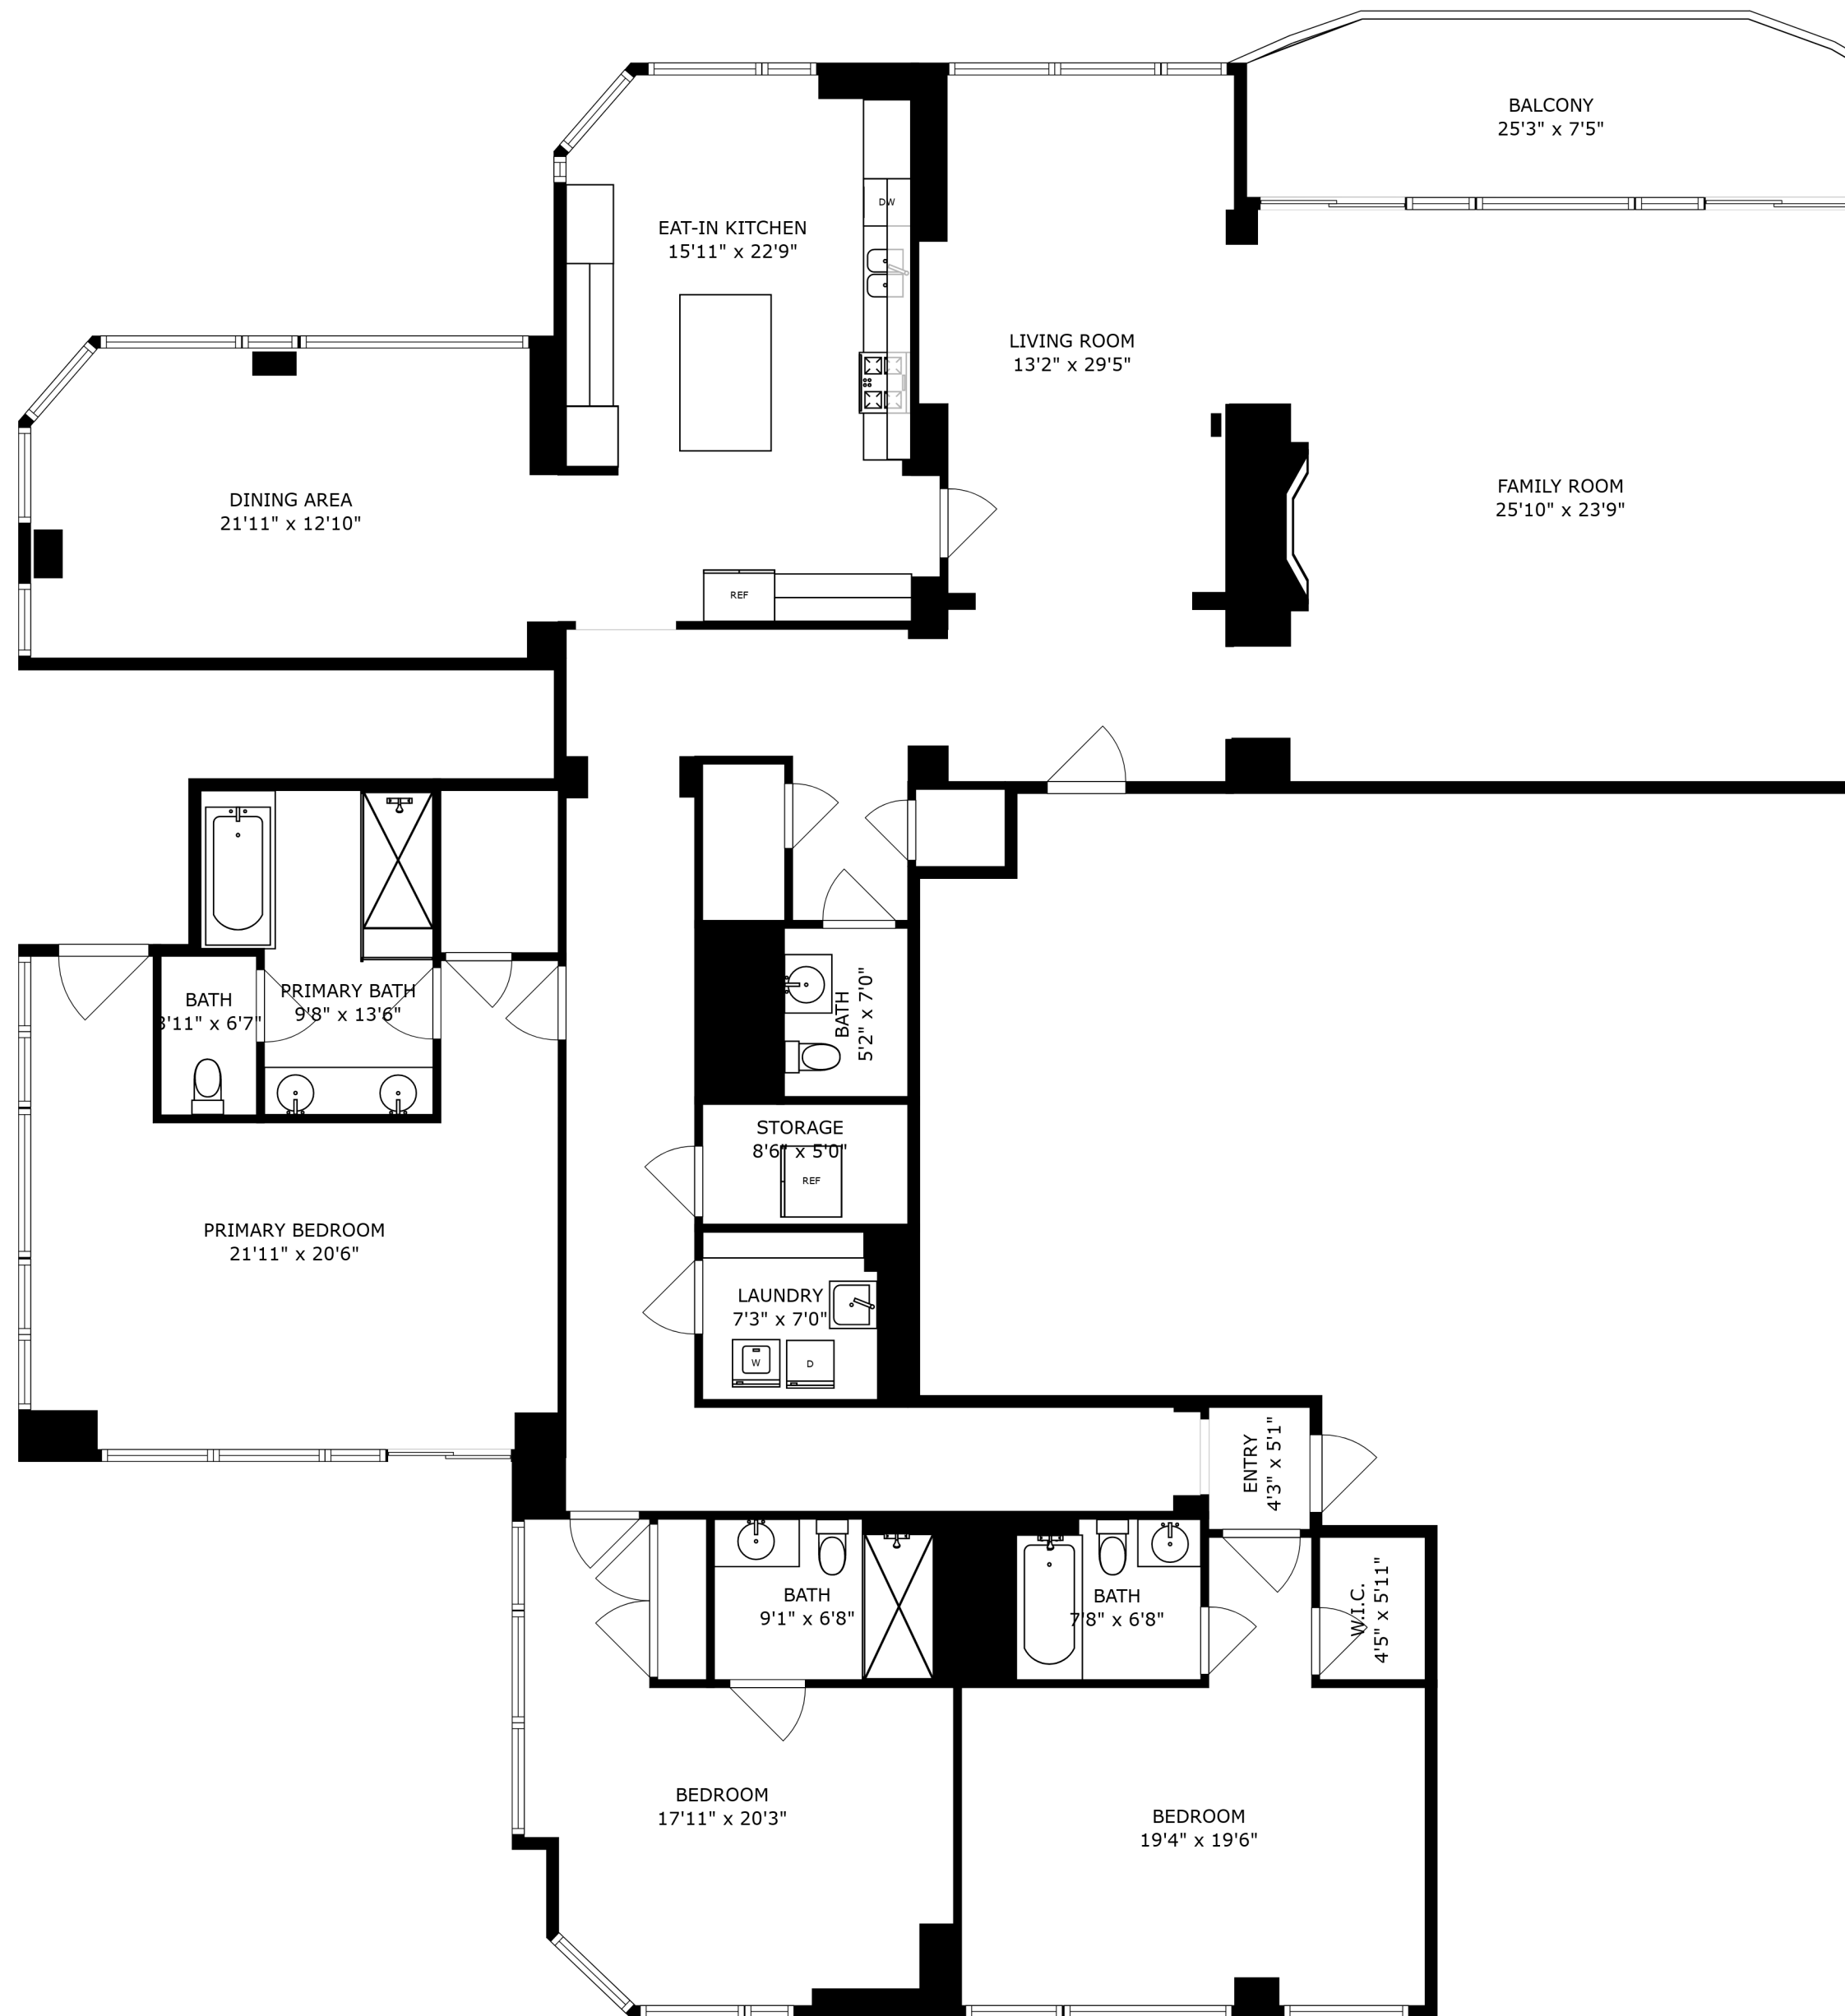 BALCONY
25'3" x 7'5"
DW
EAT-IN KITCHEN
15'11" x 22'9"
LIVING ROOM
13'2" x 29'5"
FAMILY ROOM
25'10" x 23'9"
DINING AREA
21'11" x 12'10"
REF
BATH
3'11" x 6'7"
PRIMARY BATH
9'8" x 13'6"
BATH
5'2" x 7'0"
STORAGE
8'6" x 5'0"
REF
PRIMARY BEDROOM
21'11" x 20'6"
LAUNDRY
7'3" x 7'0"
W
D
ENTRY
4'3" x 5'1"
BATH
9'1" x 6'8"
BATH
7'8" x 6'8"
W.I.C.
4'5" x 5'11"
BEDROOM
17'11" x 20'3"
BEDROOM
19'4" x 19'6"